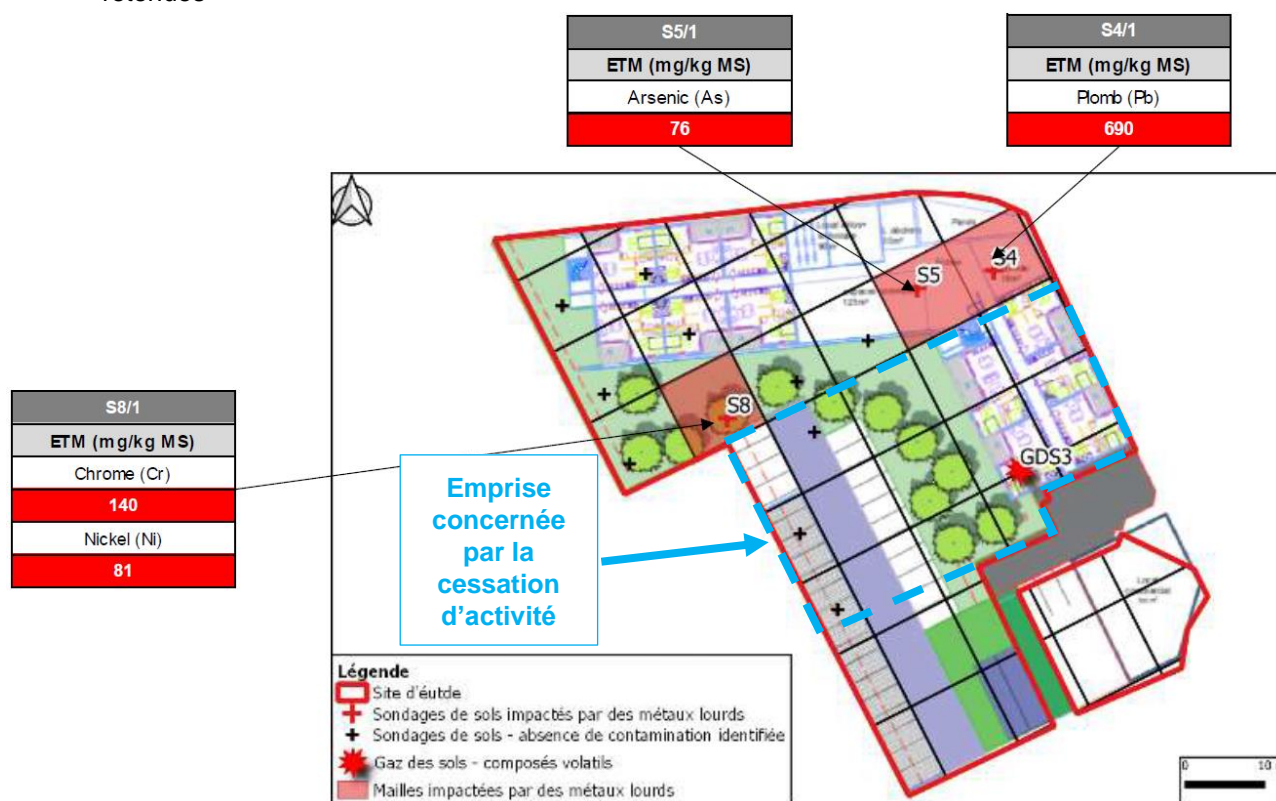 retendues
S5/1
ETM (mg/kg MS)
Arsenic (As)
76
S4/1
ETM (mg/kg MS)
Plomb (Pb)
690
S5
S4
S8
GDS3
S8/1
ETM (mg/kg MS)
Chrome (Cr)
140
Nickel (Ni)
81
Emprise
concernée
par la
cessation
d'activité
Légende
Site d'éutde
Sondages de sols impactés par des métaux lourds
Sondages de sols - absence de contamination identifiée
Gaz des sols - composés volatils
Mailles impactées par des métaux lourds
0 10